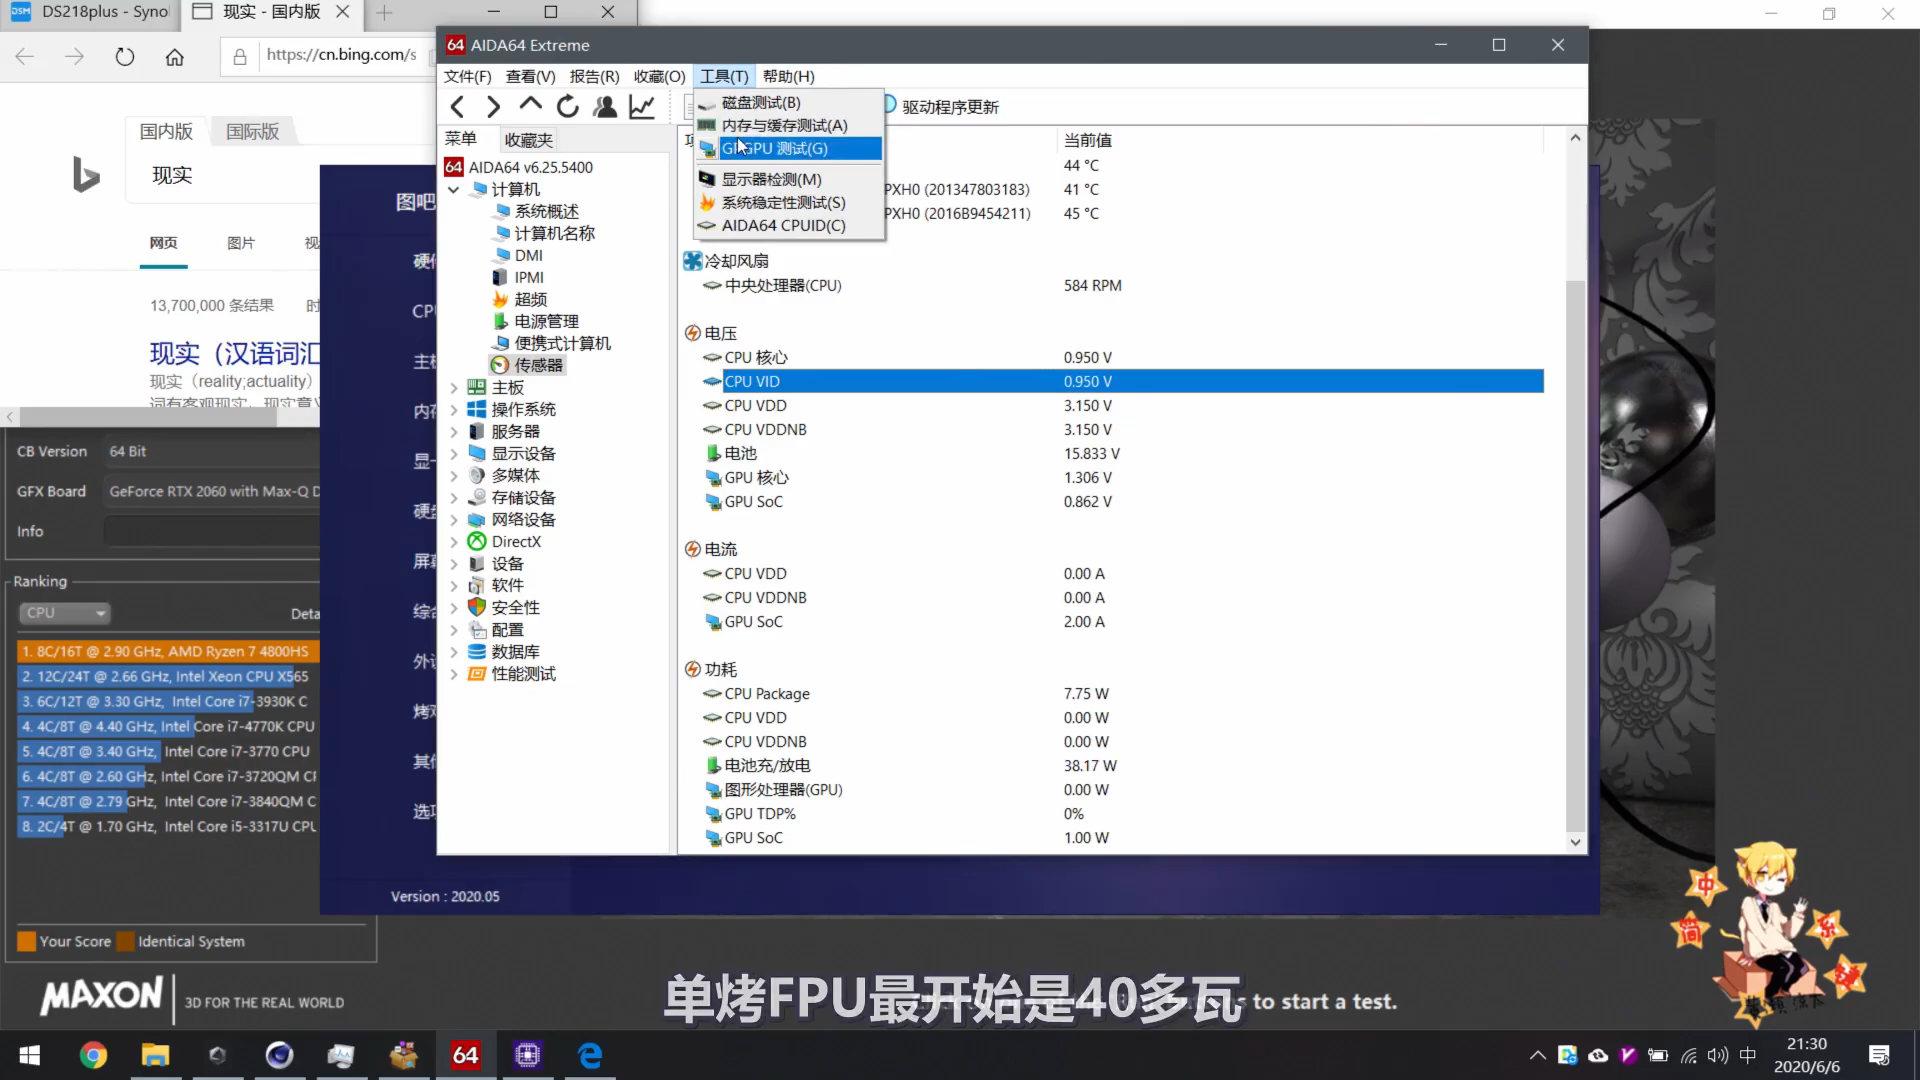 DS218plus - Syno
现实 - 国内版
https://cn.bing.com/s
国内版
国际版
现实
网页
图片
13,700,000 条结果
时
现实（汉语词汇
现实（reality;actuality）
CB Version
64 Bit
GFX Board
GeForce RTX 2060 with Max-Q D
Info
Ranking
CPU
Deta
1. 8C/16T @ 2.90 GHz, AMD Ryzen 7 4800HS
2. 12C/24T @ 2.66 GHz, Intel Xeon CPU X565
3. 6C/12T @ 3.30 GHz, Intel Core i7-3930K C
4. 4C/8T @ 4.40 GHz, Intel Core i7-4770K CPU
5. 4C/8T @ 3.40 GHz, Intel Core i7-3770 CPU
6. 4C/8T @ 2.60 GHz, Intel Core i7-3720QM CP
7. 4C/8T @ 2.79 GHz, Intel Core i7-3840QM C
8. 2C/4T @ 1.70 GHz, Intel Core i5-3317U CPU
Your Score
Identical System
MAXON
3D FOR THE REAL WORLD
图吧
CP
Version : 2020.05
64 AIDA64 Extreme
文件(F) 查看(V) 报告(R) 收藏(O) 工具(T) 帮助(H)
驱动程序更新
磁盘测试(B)
内存与缓存测试(A)
GPGPU 测试(G)
显示器检测(M)
系统稳定性测试(S)
AIDA64 CPUID(C)
菜单
收藏夹
64 AIDA64 v6.25.5400
计算机
系统概述
计算机名称
DMI
IPMI
超频
电源管理
便携式计算机
传感器
主板
操作系统
服务器
显示设备
多媒体
存储设备
网络设备
DirectX
设备
软件
安全性
配置
数据库
性能测试
当前值
44 °C
PXH0 (201347803183) 41 °C
PXH0 (2016B9454211) 45 °C
冷却风扇
中央处理器(CPU) 584 RPM
电压
CPU 核心 0.950 V
CPU VID 0.950 V
CPU VDD 3.150 V
CPU VDDNB 3.150 V
电池 15.833 V
GPU 核心 1.306 V
GPU SoC 0.862 V
电流
CPU VDD 0.00 A
CPU VDDNB 0.00 A
GPU SoC 2.00 A
功耗
CPU Package 7.75 W
CPU VDD 0.00 W
CPU VDDNB 0.00 W
电池充/放电 38.17 W
图形处理器(GPU) 0.00 W
GPU TDP% 0%
GPU SoC 1.00 W
单烤FPU最开始是40多瓦
to start a test.
64
中
21:30
2020/6/6